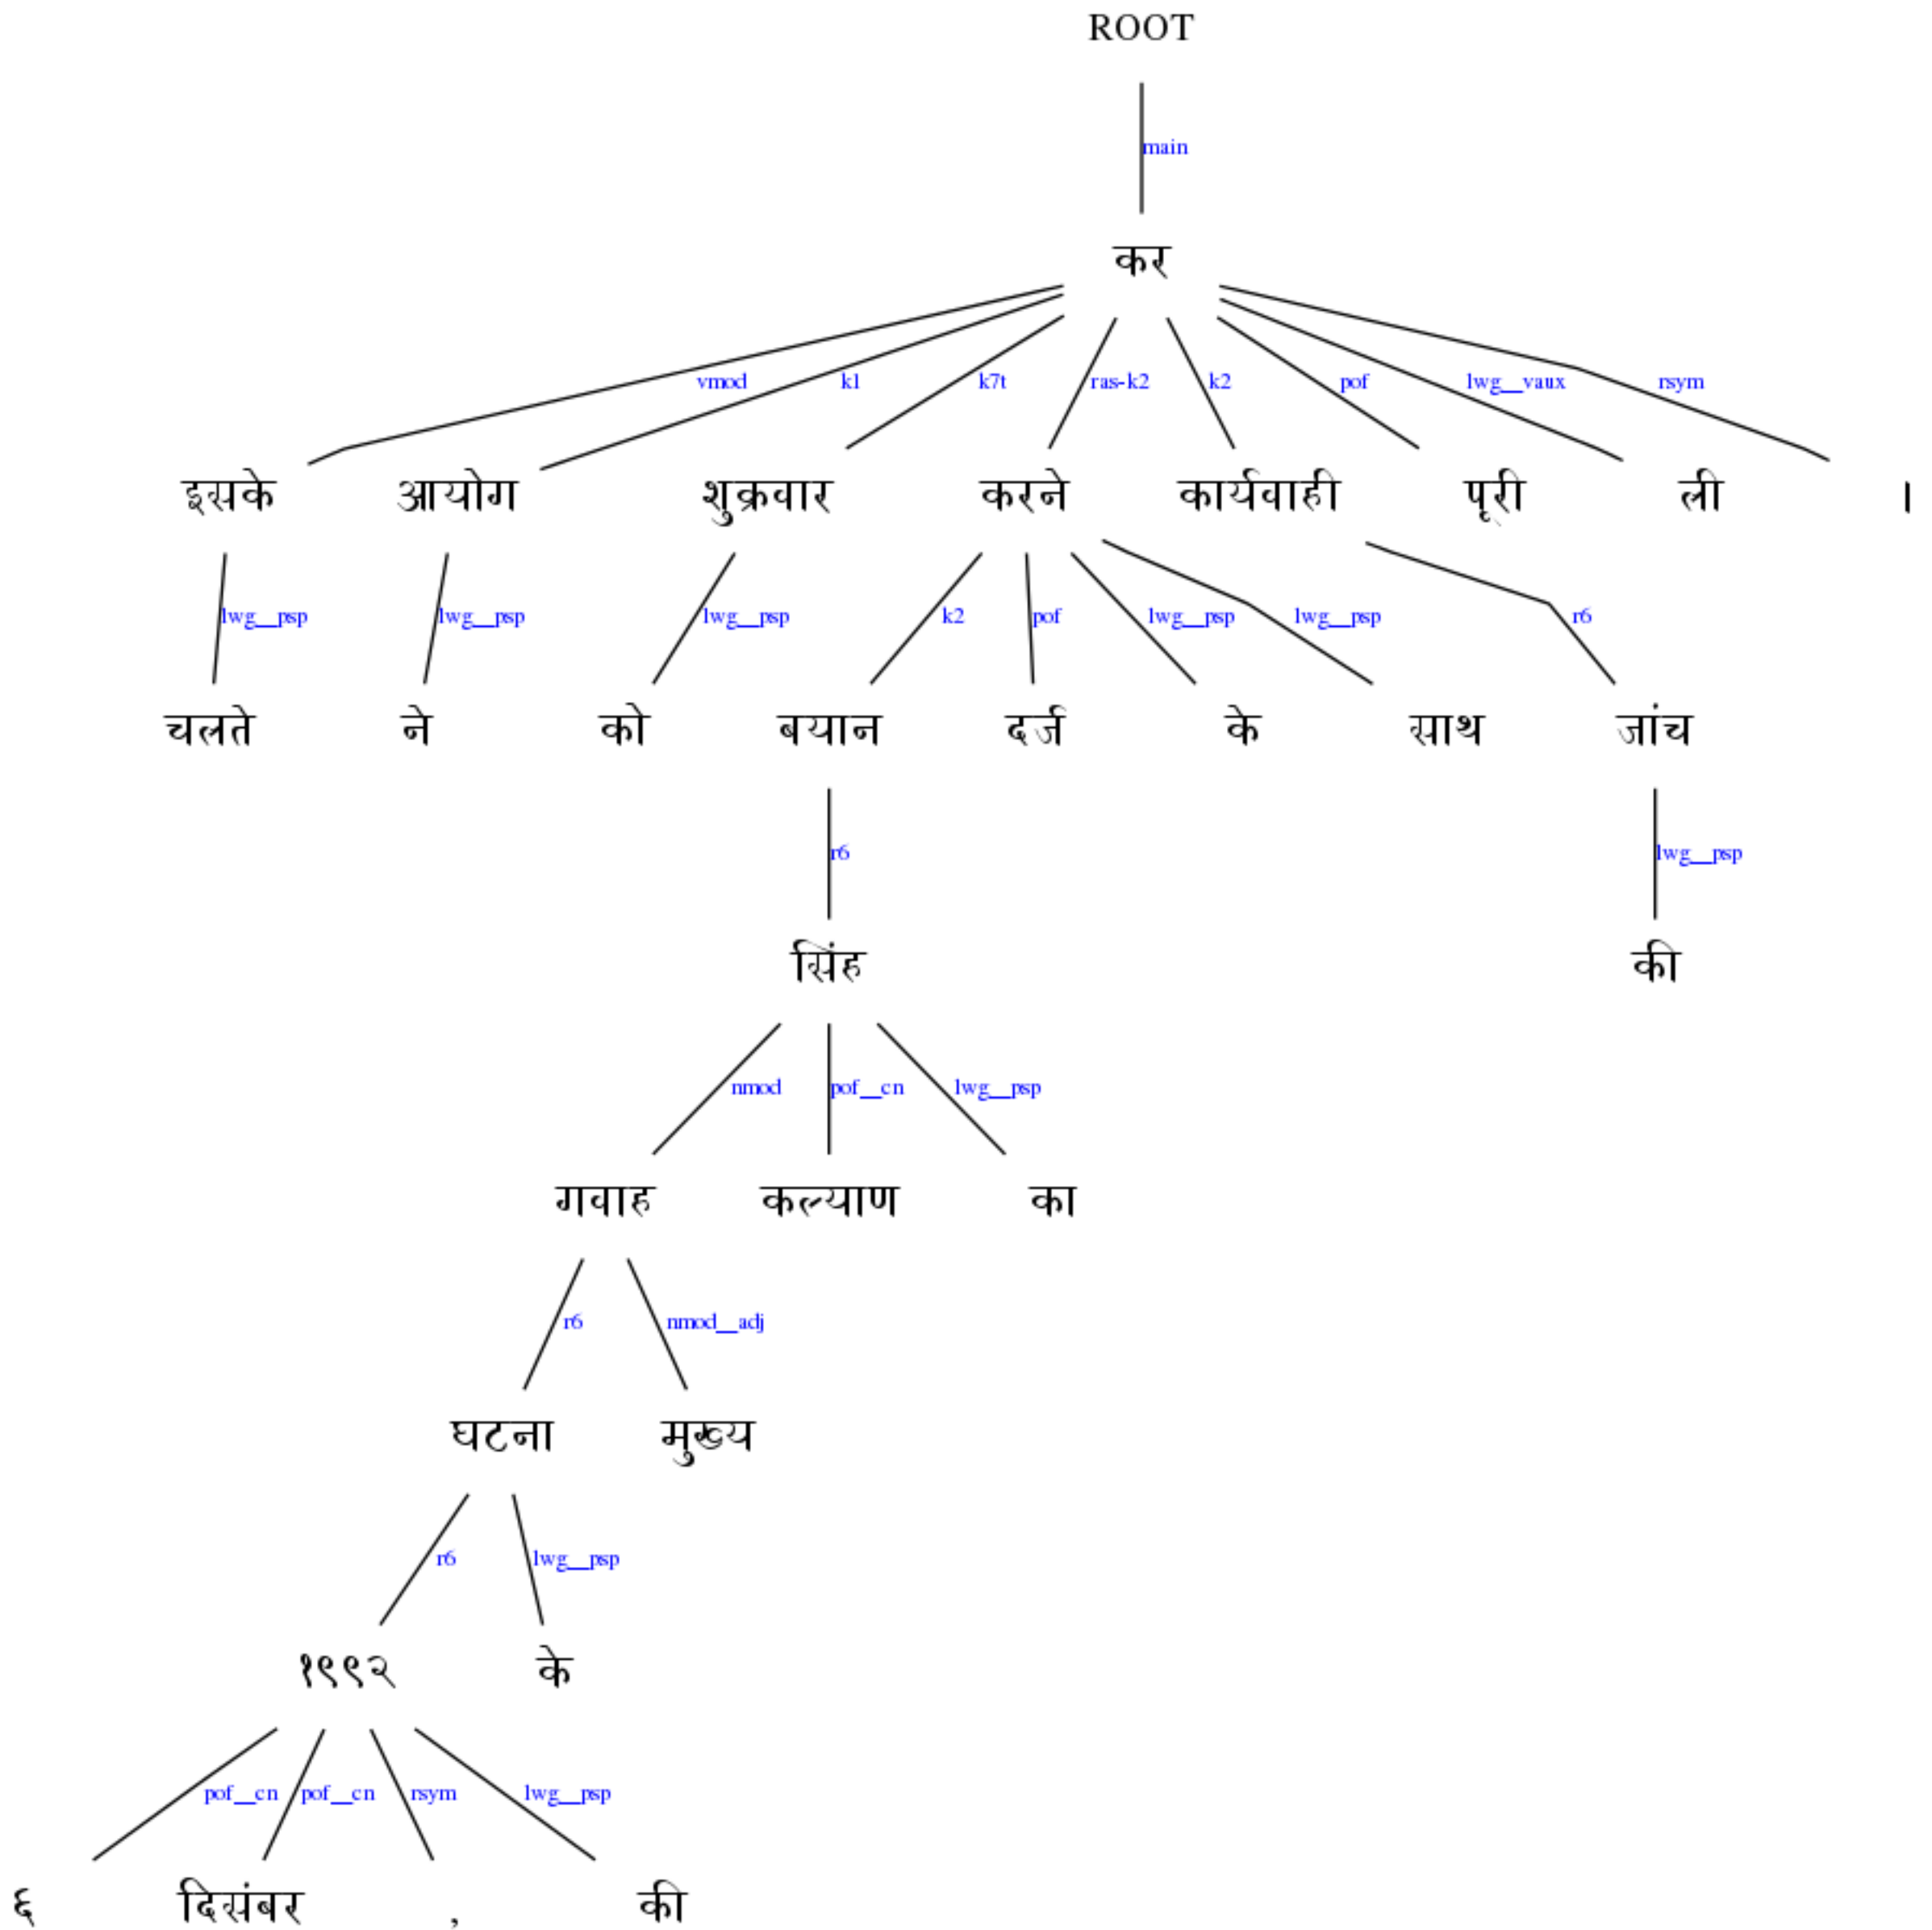 ROOT
main
कर
vmod k1 k7t ras-k2 k2 pof lwg__vaux rsym
इसके आयोग शुक्रवार करने कार्यवाही पूरी ली ।
lwg__psp lwg__psp lwg__psp k2 pof lwg__psp lwg__psp r6
चलते ने को बयान दर्ज के साथ जांच
r6 lwg__psp
सिंह की
nmod pof__cn lwg__psp
गवाह कल्याण का
r6 nmod__adj
घटना मुख्य
r6 lwg__psp
१९९२ के
pof__cn pof__cn rsym lwg__psp
६ दिसंबर , की